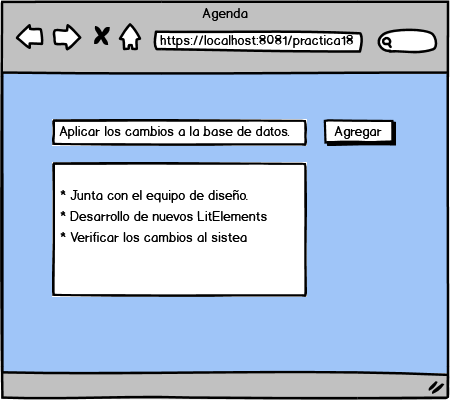 Agenda
https://localhost:8081/practica18
Aplicar los cambios a la base de datos.
Agregar
* Junta con el equipo de diseño.
* Desarrollo de nuevos LitElements
* Verificar los cambios al sistea